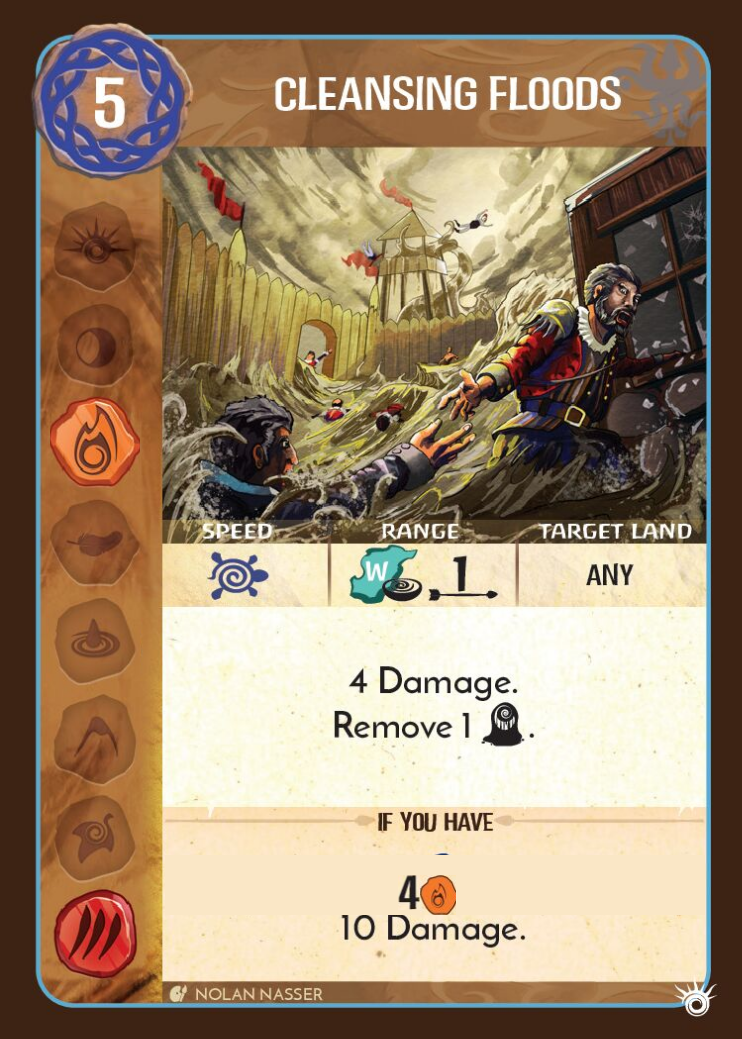 5
CLEANSING FLOODS
SPEED RANGE TARGET LAND
W 1 ANY
4 Damage.
Remove 1 .
IF YOU HAVE
4
10 Damage.
NOLAN NASSER